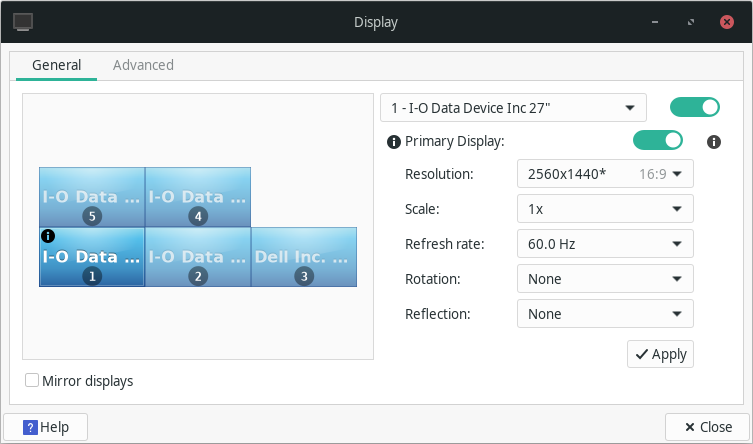 Display
General Advanced
1 - I-O Data Device Inc 27"
Primary Display:
Resolution: 2560x1440* 16:9
Scale: 1x
Refresh rate: 60.0 Hz
Rotation: None
Reflection: None
Apply
I-O Data ... I-O Data ...
5 4
I-O Data ... I-O Data ... Dell Inc. ...
1 2 3
Mirror displays
Help Close